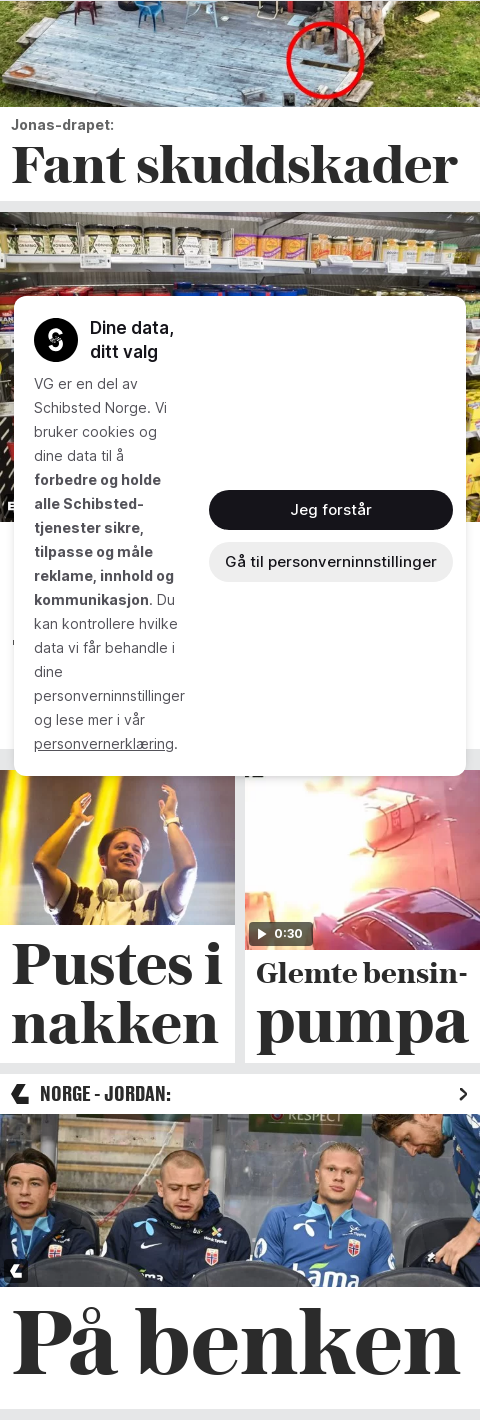 Jonas-drapet:
Fant skuddskader
Dine data,
ditt valg
VG er en del av
Schibsted Norge. Vi
bruker cookies og
dine data til å
forbedre og holde
alle Schibsted-
tjenester sikre,
tilpasse og måle
reklame, innhold og
kommunikasjon. Du
kan kontrollere hvilke
data vi får behandle i
dine
personverninnstillinger
og lese mer i vår
personvernerklæring.
Jeg forstår
Gå til personverninnstillinger
0:30
Pustes i
nakken
Glemte bensin-
pumpa
NORGE - JORDAN:
RESPECT
bama
På benken